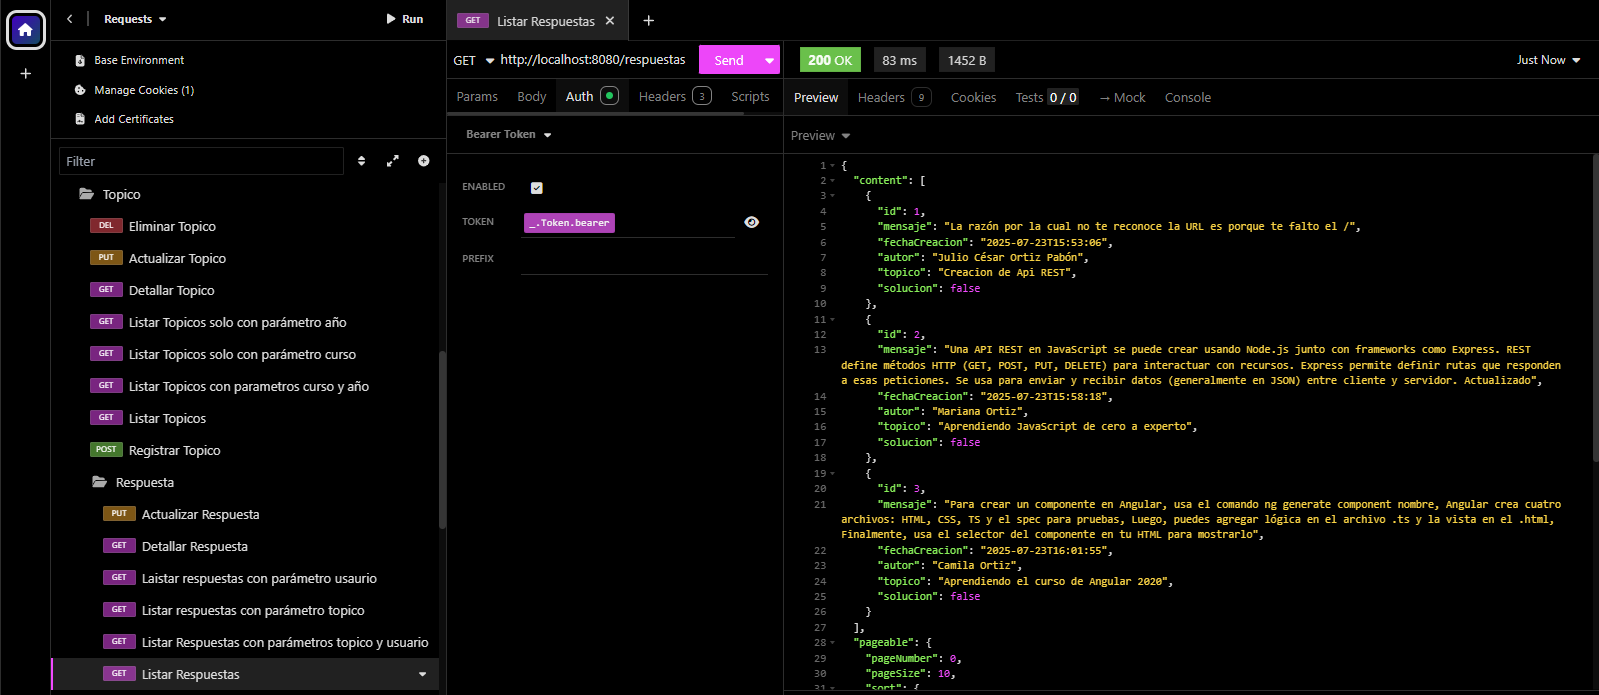 Requests
Run
Base Environment
Manage Cookies (1)
Add Certificates
Filter
Topico
DEL Eliminar Topico
PUT Actualizar Topico
GET Detallar Topico
GET Listar Topicos solo con parámetro año
GET Listar Topicos solo con parámetro curso
GET Listar Topicos con parametros curso y año
GET Listar Topicos
POST Registrar Topico
Respuesta
PUT Actualizar Respuesta
GET Detallar Respuesta
GET Laistar respuestas con parámetro usaurio
GET Listar respuestas con parámetro topico
GET Listar Respuestas con parámetros topico y usuario
GET Listar Respuestas
GET Listar Respuestas
GET http://localhost:8080/respuestas Send
Params Body Auth Headers 3 Scripts
Bearer Token
ENABLED
TOKEN _.Token.bearer
PREFIX
200 OK 83 ms 1452 B Just Now
Preview Headers 9 Cookies Tests 0 / 0 → Mock Console
Preview
1 {
2 "content": [
3 {
4 "id": 1,
5 "mensaje": "La razón por la cual no te reconoce la URL es porque te falto el /",
6 "fechaCreacion": "2025-07-23T15:53:06",
7 "autor": "Julio César Ortiz Pabón",
8 "topico": "Creacion de Api REST",
9 "solucion": false
10 },
11 {
12 "id": 2,
13 "mensaje": "Una API REST en JavaScript se puede crear usando Node.js junto con frameworks como Express. REST
define métodos HTTP (GET, POST, PUT, DELETE) para interactuar con recursos. Express permite definir rutas que responden
a esas peticiones. Se usa para enviar y recibir datos (generalmente en JSON) entre cliente y servidor. Actualizado",
14 "fechaCreacion": "2025-07-23T15:58:18",
15 "autor": "Mariana Ortiz",
16 "topico": "Aprendiendo JavaScript de cero a experto",
17 "solucion": false
18 },
19 {
20 "id": 3,
21 "mensaje": "Para crear un componente en Angular, usa el comando ng generate component nombre, Angular crea cuatro
archivos: HTML, CSS, TS y el spec para pruebas, Luego, puedes agregar lógica en el archivo .ts y la vista en el .html,
Finalmente, usa el selector del componente en tu HTML para mostrarlo",
22 "fechaCreacion": "2025-07-23T16:01:55",
23 "autor": "Camila Ortiz",
24 "topico": "Aprendiendo el curso de Angular 2020",
25 "solucion": false
26 }
27 ],
28 "pageable": {
29 "pageNumber": 0,
30 "pageSize": 10,
31 "sort": {